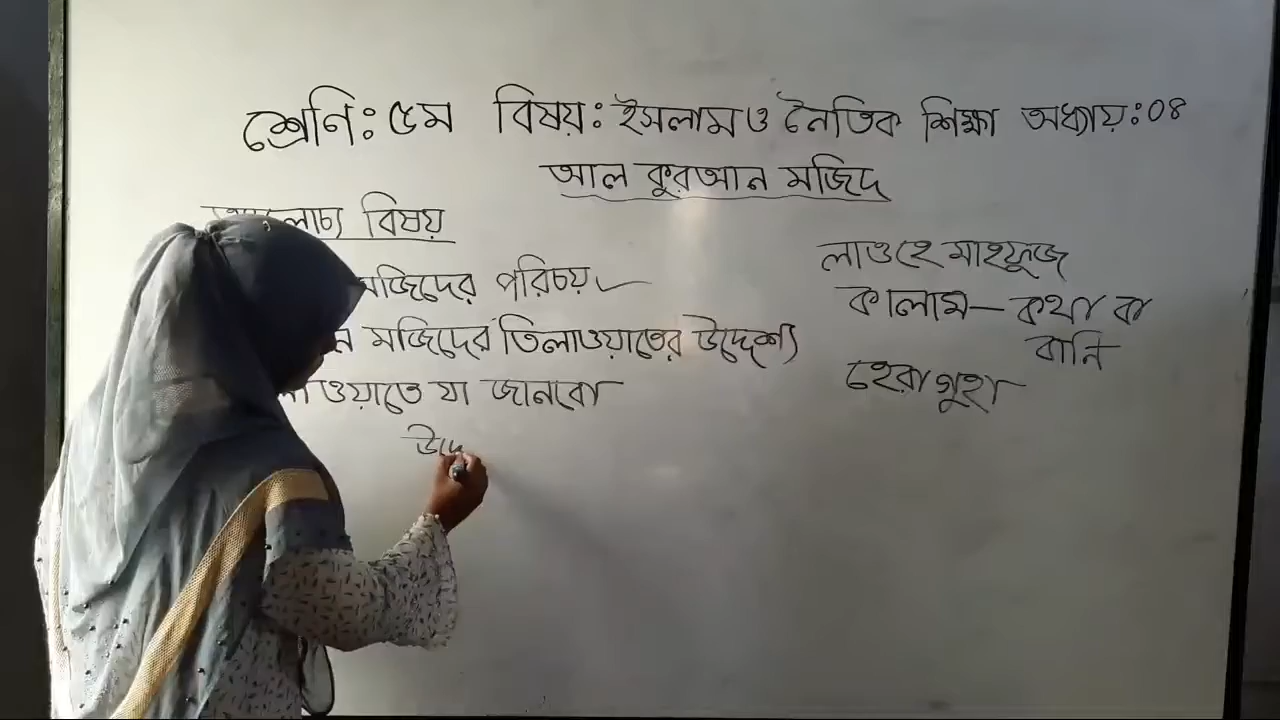 শ্রেণি: ৫ম বিষয়: ইসলাম ও নৈতিক শিক্ষা অধ্যায়: ০৪
আল কুরআন মজিদ
বিষয়
মজিদের পরিচয়
মজিদের তিলাওয়াতের উদ্দেশ্য
যা জানবো
লাওহে মাহফুজ
কালাম— কথা বা
বানি
হেরা গুহা